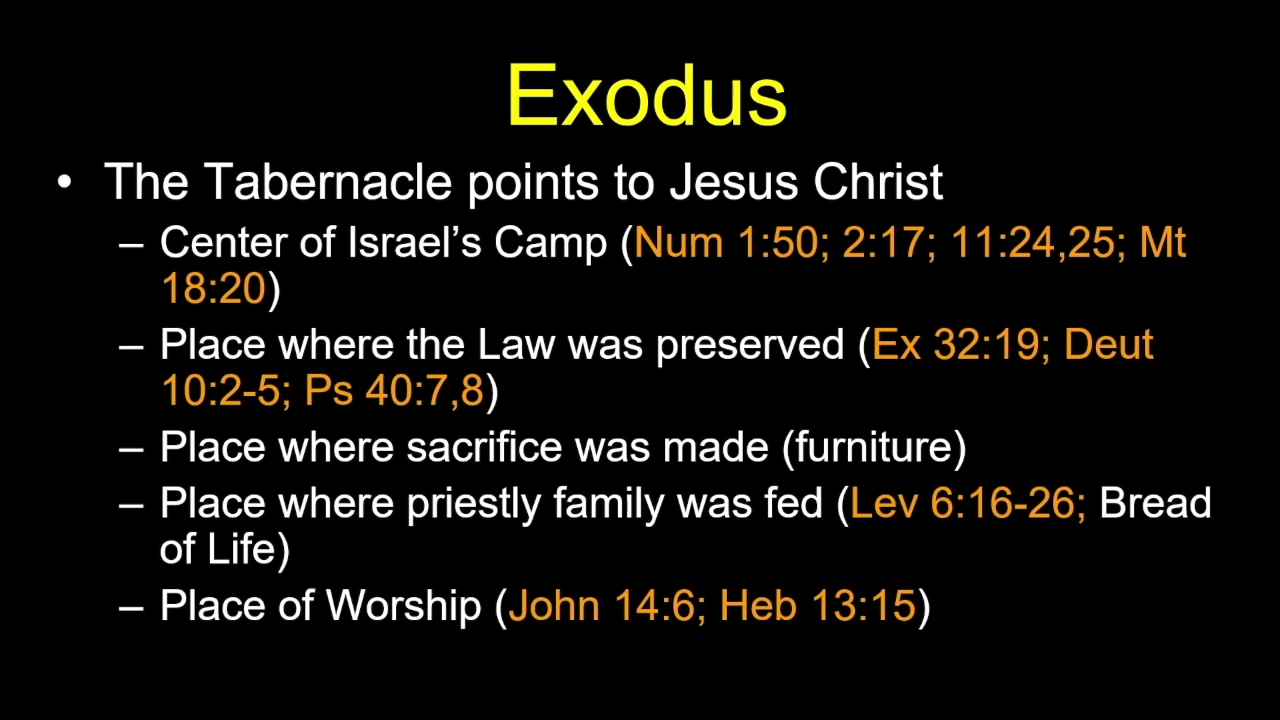 Exodus
• The Tabernacle points to Jesus Christ
– Center of Israel’s Camp (Num 1:50; 2:17; 11:24,25; Mt
18:20)
– Place where the Law was preserved (Ex 32:19; Deut
10:2-5; Ps 40:7,8)
– Place where sacrifice was made (furniture)
– Place where priestly family was fed (Lev 6:16-26; Bread
of Life)
– Place of Worship (John 14:6; Heb 13:15)